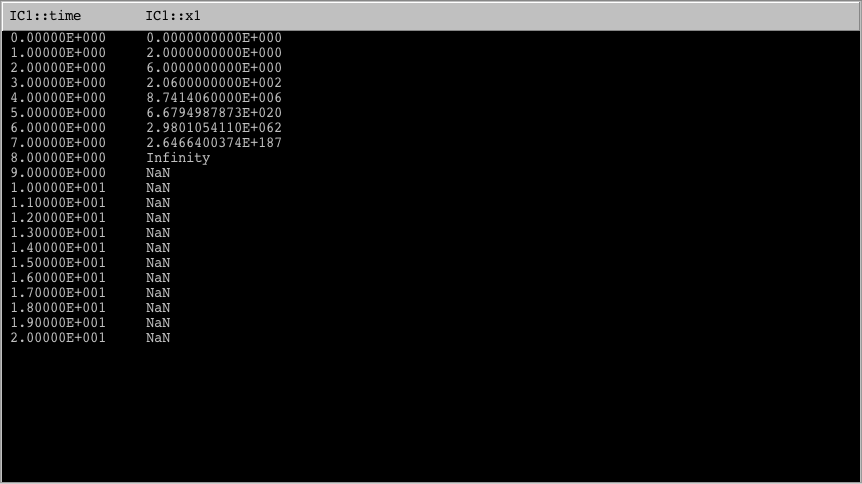 IC1::time IC1::x1
0.00000E+000 0.0000000000E+000
1.00000E+000 2.0000000000E+000
2.00000E+000 6.0000000000E+000
3.00000E+000 2.0600000000E+002
4.00000E+000 8.7414060000E+006
5.00000E+000 6.6794987873E+020
6.00000E+000 2.9801054110E+062
7.00000E+000 2.6466400374E+187
8.00000E+000 Infinity
9.00000E+000 NaN
1.00000E+001 NaN
1.10000E+001 NaN
1.20000E+001 NaN
1.30000E+001 NaN
1.40000E+001 NaN
1.50000E+001 NaN
1.60000E+001 NaN
1.70000E+001 NaN
1.80000E+001 NaN
1.90000E+001 NaN
2.00000E+001 NaN